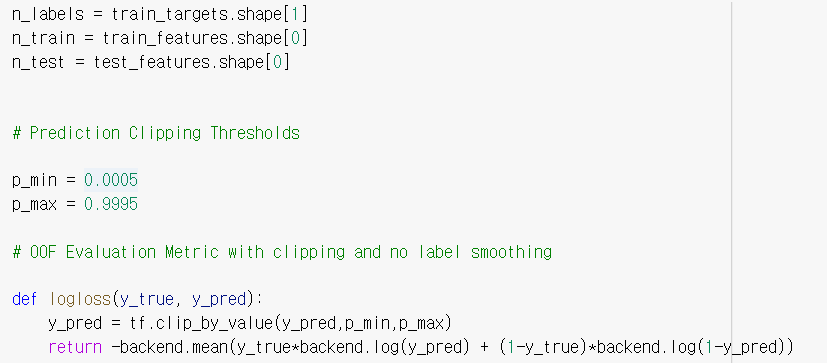 n_labels = train_targets.shape[1]
n_train = train_features.shape[0]
n_test = test_features.shape[0]
# Prediction Clipping Thresholds
p_min = 0.0005
p_max = 0.9995
# OOF Evaluation Metric with clipping and no label smoothing
def logloss(y_true, y_pred):
    y_pred = tf.clip_by_value(y_pred,p_min,p_max)
    return -backend.mean(y_true*backend.log(y_pred) + (1-y_true)*backend.log(1-y_pred))